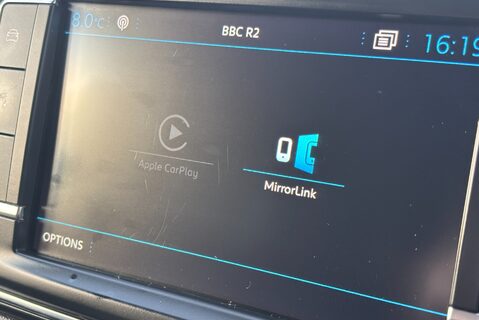 8.0°C
BBC R2
16:19
Apple CarPlay
MirrorLink
OPTIONS